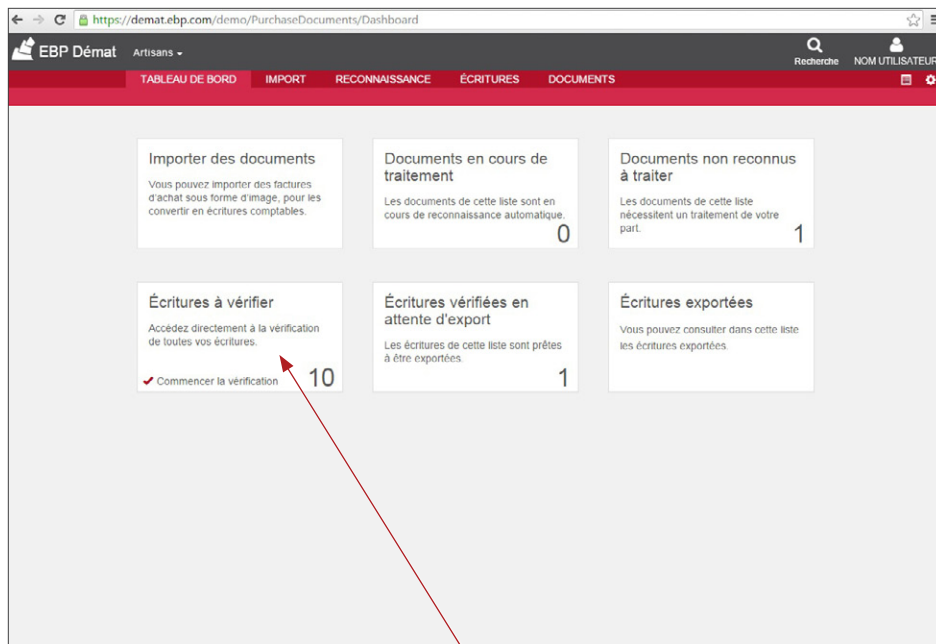 https://demat.ebp.com/demo/PurchaseDocuments/Dashboard
EBP Démat Artisans
Recherche NOM UTILISATEUR
TABLEAU DE BORD IMPORT RECONNAISSANCE ÉCRITURES DOCUMENTS
Importer des documents
Vous pouvez importer des factures
d'achat sous forme d'image, pour les
convertir en écritures comptables.
Documents en cours de
traitement
Les documents de cette liste sont en
cours de reconnaissance automatique.
0
Documents non reconnus
à traiter
Les documents de cette liste
nécessitent un traitement de votre
part.
1
Écritures à vérifier
Accédez directement à la vérification
de toutes vos écritures.
Commencer la vérification 10
Écritures vérifiées en
attente d'export
Les écritures de cette liste sont prêtes
à être exportées.
1
Écritures exportées
Vous pouvez consulter dans cette liste
les écritures exportées.